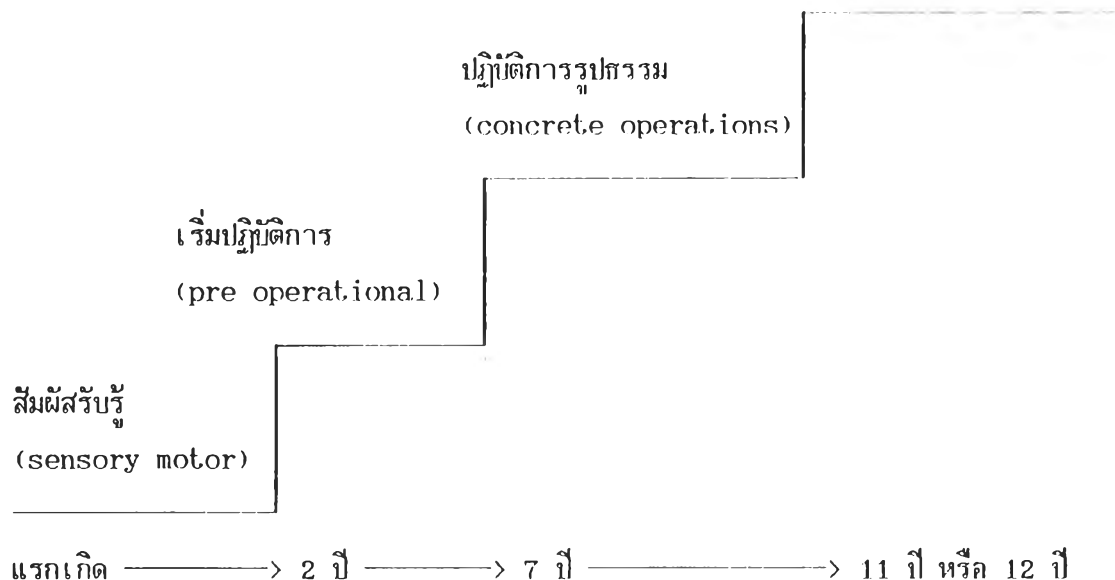 ปฏิบัติการรูปธรรม
(concrete operations)
เริ่มปฏิบัติการ
(pre operational)
สัมผัสรับรู้
(sensory motor)
แรกเกิด ————> 2 ปี ————> 7 ปี ————> 11 ปี หรือ 12 ปี